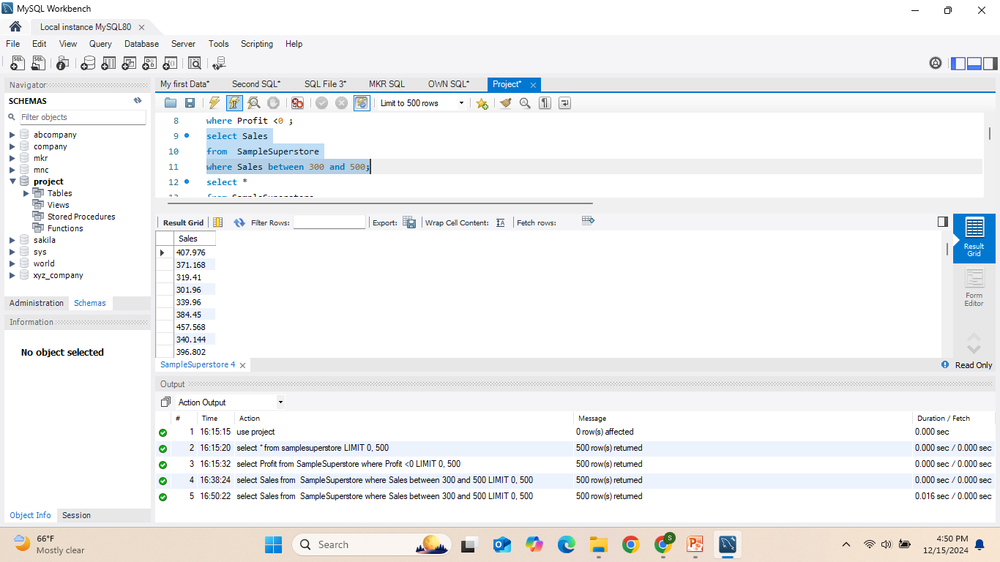 MySQL Workbench
Local instance MySQL80
File Edit View Query Database Server Tools Scripting Help
Navigator
SCHEMAS
Filter objects
abcompany
company
mkr
mnc
project
Tables
Views
Stored Procedures
Functions
sakila
sys
world
xyz_company
Administration Schemas
Information
No object selected
Object Info Session
My first Data* Second SQL* SQL File 3* MKR SQL OWN SQL* Project*
Limit to 500 rows
8 where Profit <0 ;
9 select Sales
10 from  SampleSuperstore
11 where Sales between 300 and 500;
12 select *
13 from SampleSuperstore
Result Grid Filter Rows: Export: Wrap Cell Content: Fetch rows:
Sales
407.976
371.168
319.41
301.96
339.96
384.45
457.568
340.144
396.802
Result
Grid
Form
Editor
SampleSuperstore 4
Read Only
Output
Action Output
# Time Action Message Duration / Fetch
1 16:15:15 use project 0 row(s) affected 0.000 sec
2 16:15:20 select * from samplesuperstore LIMIT 0, 500 500 row(s) returned 0.000 sec / 0.000 sec
3 16:15:32 select Profit from SampleSuperstore where Profit <0 LIMIT 0, 500 500 row(s) returned 0.000 sec / 0.000 sec
4 16:38:24 select Sales from  SampleSuperstore where Sales between 300 and 500 LIMIT 0, 500 500 row(s) returned 0.000 sec / 0.000 sec
5 16:50:22 select Sales from  SampleSuperstore where Sales between 300 and 500 LIMIT 0, 500 500 row(s) returned 0.016 sec / 0.000 sec
66°F
Mostly clear
Search
4:50 PM
12/15/2024